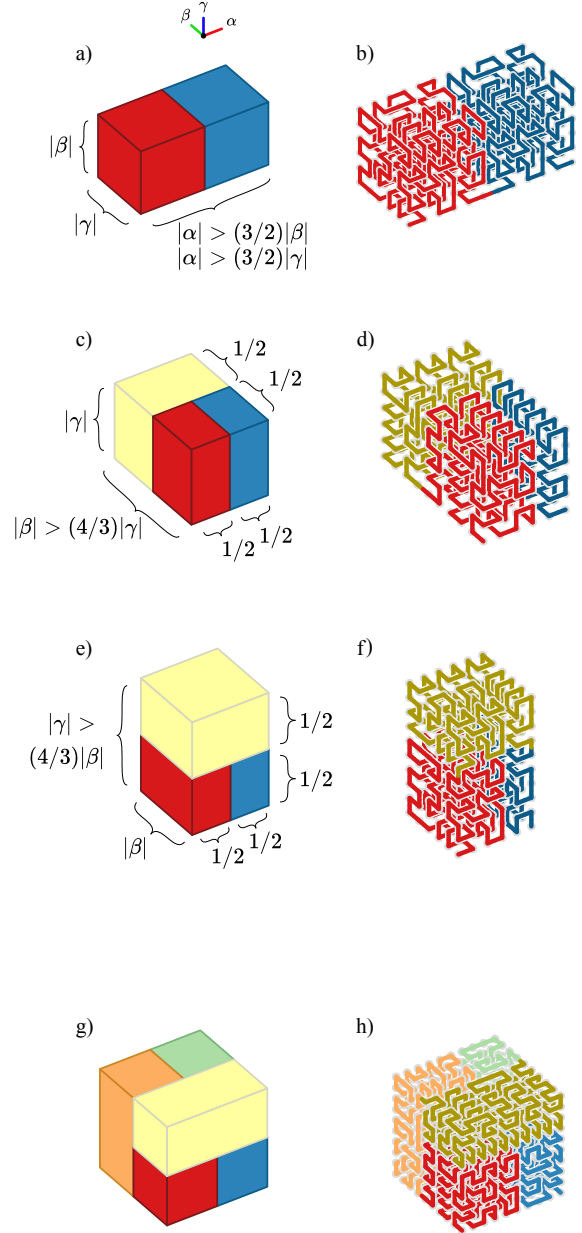 γ
β
α
a)
b)
|β|
|γ|
|α| > (3/2)|β|
|α| > (3/2)|γ|
c)
d)
1/2
1/2
|γ|
|β| > (4/3)|γ|
1/2
1/2
e)
f)
|γ| >
(4/3)|β|
1/2
1/2
|β|
1/2
1/2
g)
h)